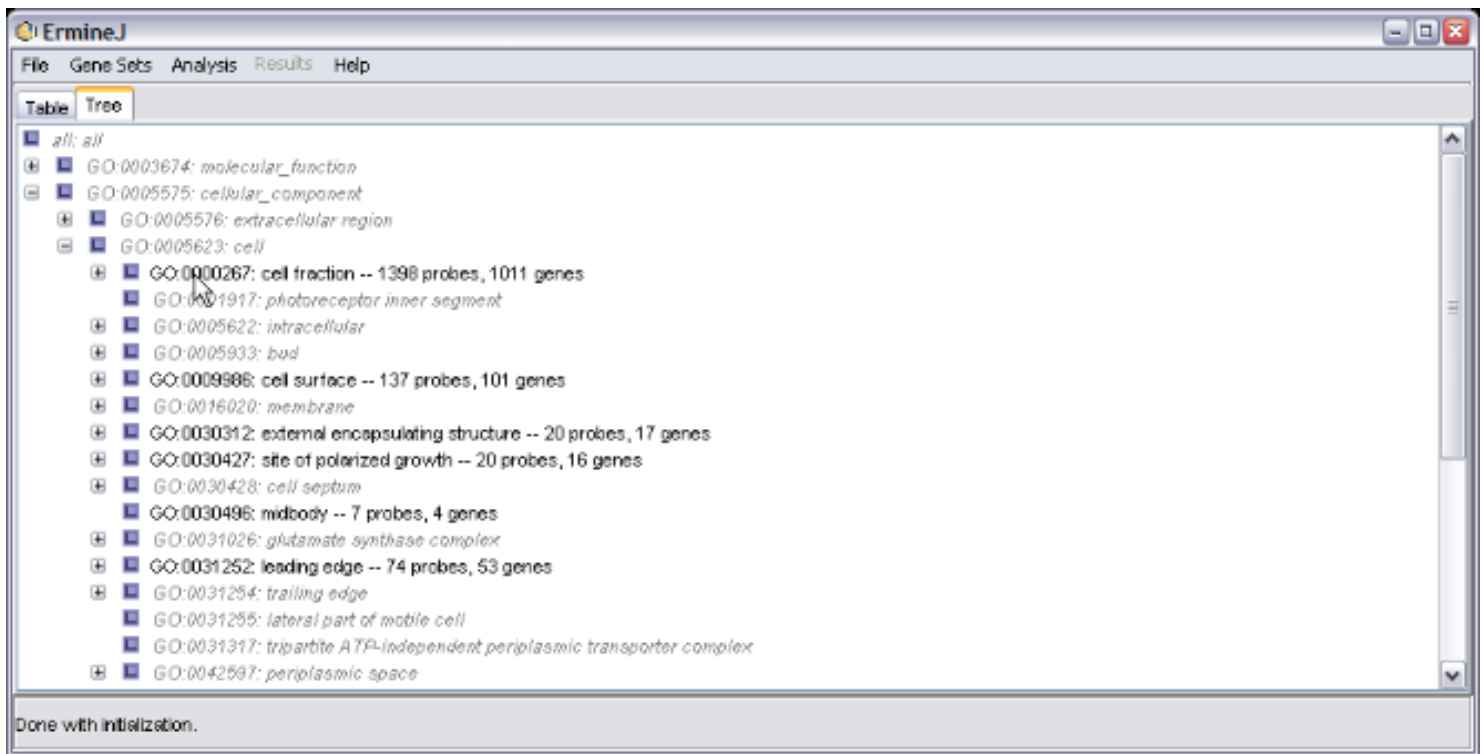 ErmineJ
File Gene Sets Analysis Results Help
Table Tree
all: all
GO:0003674: molecular_function
GO:0005575: cellular_component
GO:0005576: extracellular region
GO:0005623: cell
GO:0000267: cell fraction -- 1398 probes, 1011 genes
GO:0001917: photoreceptor inner segment
GO:0005622: intracellular
GO:0005933: bud
GO:0009986: cell surface -- 137 probes, 101 genes
GO:0016020: membrane
GO:0030312: external encapsulating structure -- 20 probes, 17 genes
GO:0030427: site of polarized growth -- 20 probes, 16 genes
GO:0030428: cell septum
GO:0030496: midbody -- 7 probes, 4 genes
GO:0031026: glutamate synthase complex
GO:0031252: leading edge -- 74 probes, 53 genes
GO:0031254: trailing edge
GO:0031255: lateral part of motile cell
GO:0031317: tripartite ATP-independent periplasmic transporter complex
GO:0042597: periplasmic space
Done with initialization.